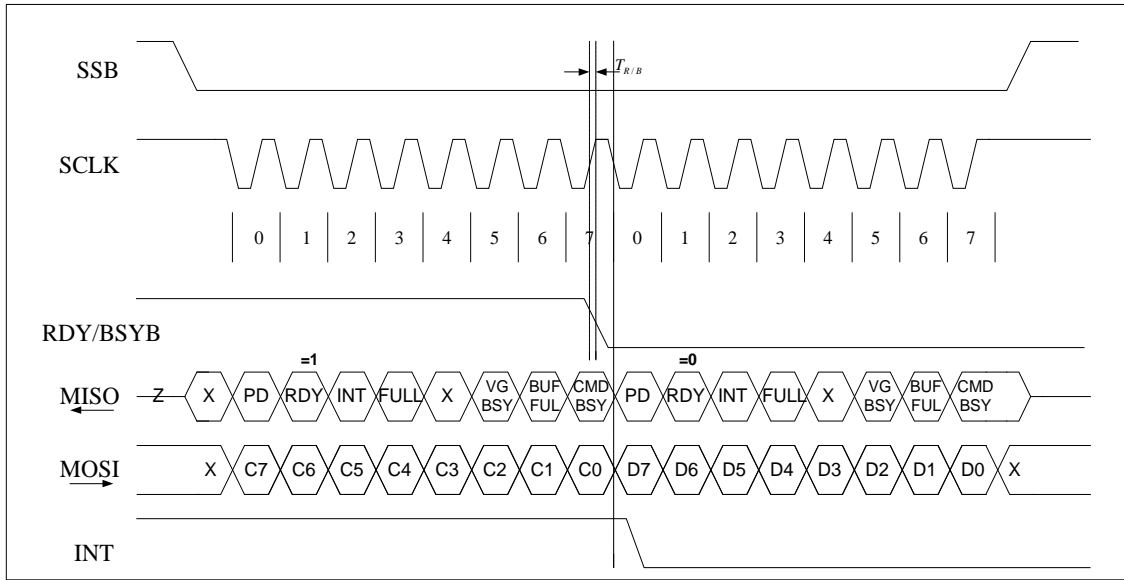 SSB
T R/B
SCLK
0 1 2 3 4 5 6 7 0 1 2 3 4 5 6 7
RDY/BSYB
=1 =0
MISO Z X PD RDY INT FULL X VG BSY BUF FUL CMD BSY PD RDY INT FULL X VG BSY BUF FUL CMD BSY
MOSI X C7 C6 C5 C4 C3 C2 C1 C0 D7 D6 D5 D4 D3 D2 D1 D0 X
INT